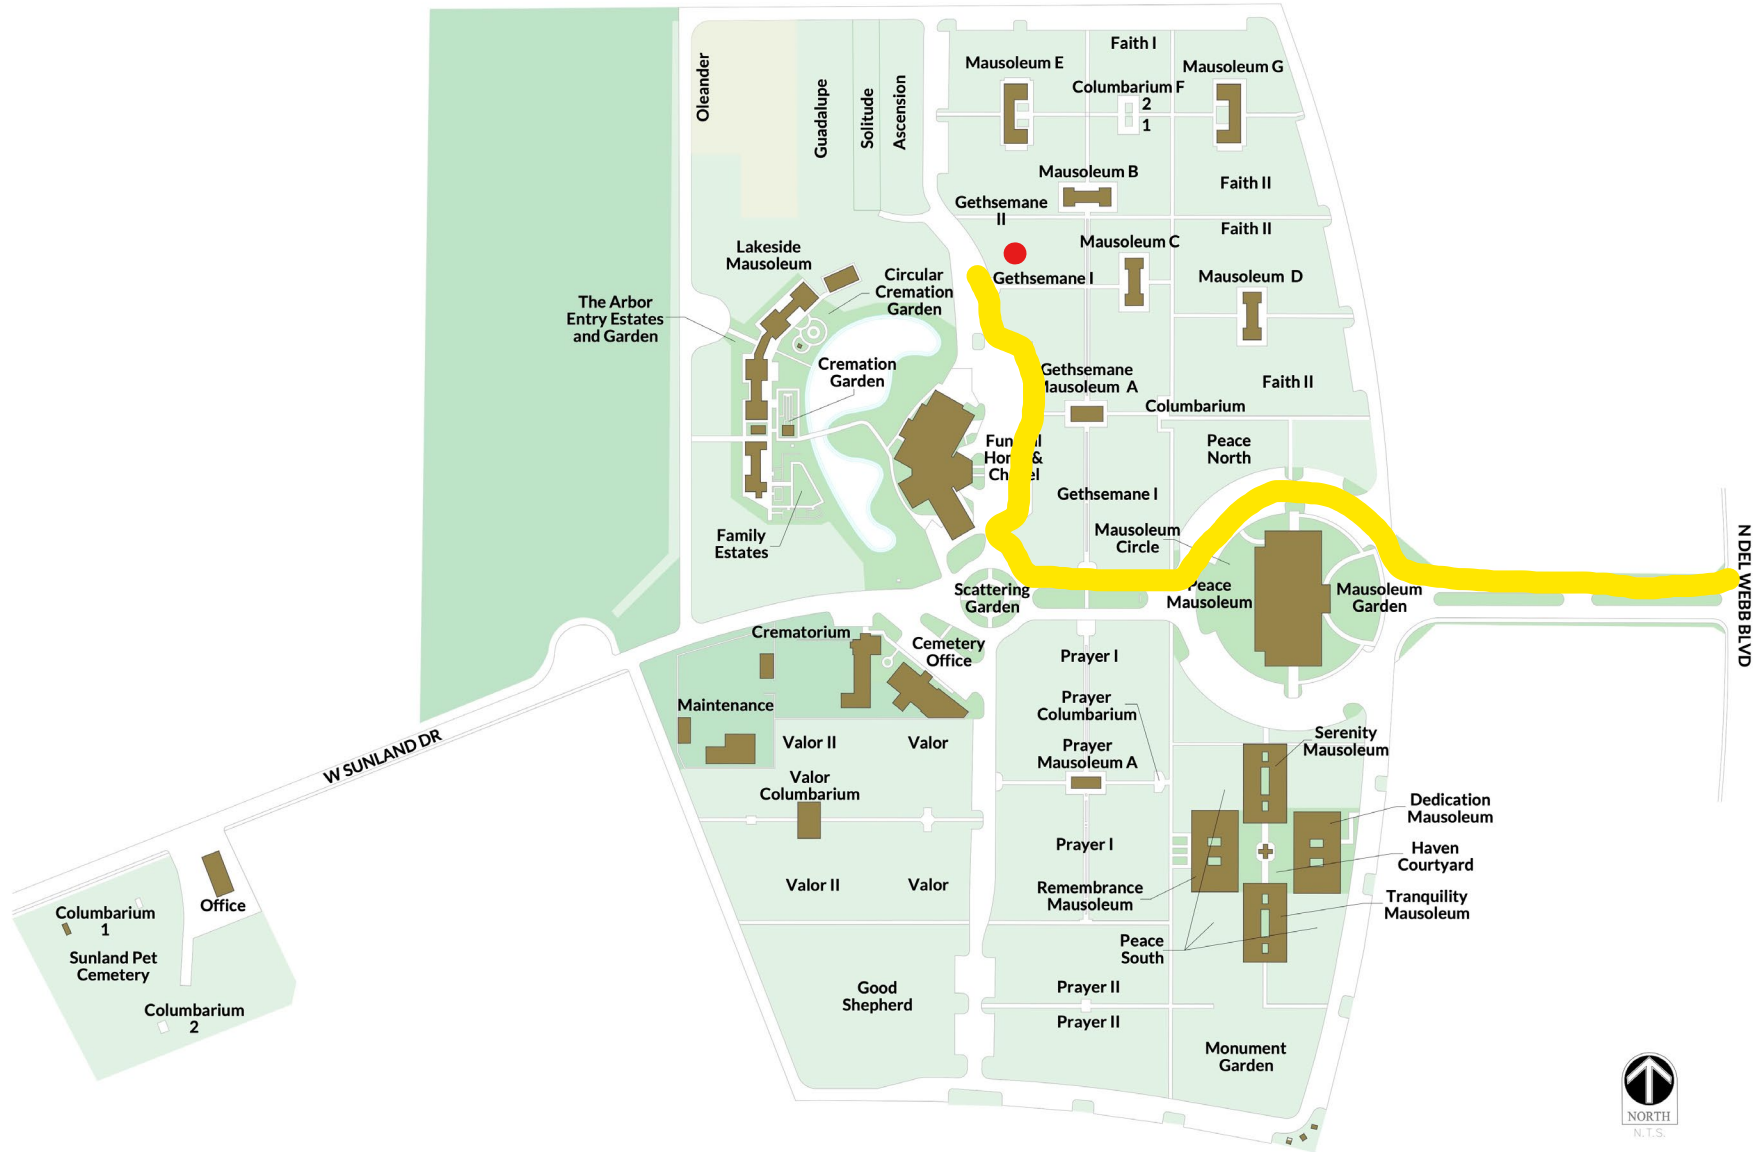 Faith I
Mausoleum E
Mausoleum G
Columbarium F
2
1
Oleander
Guadalupe
Solitude
Ascension
Mausoleum B
Faith II
Gethsemane
II
Faith II
Mausoleum C
Lakeside
Mausoleum
Gethsemane I
Mausoleum D
Circular
Cremation
Garden
The Arbor
Entry Estates
and Garden
Cremation
Garden
Gethsemane
Mausoleum A
Faith II
Columbarium
Funeral
Home &
Chapel
Peace
North
Gethsemane I
Family
Estates
Mausoleum
Circle
N DEL WEBB BLVD
Scattering
Garden
Peace
Mausoleum
Mausoleum
Garden
Crematorium
Cemetery
Office
Prayer I
Maintenance
Prayer
Columbarium
Valor II
Valor
Prayer
Mausoleum A
Serenity
Mausoleum
W SUNLAND DR
Valor
Columbarium
Dedication
Mausoleum
Prayer I
Haven
Courtyard
Valor II
Valor
Remembrance
Mausoleum
Tranquility
Mausoleum
Office
Columbarium
1
Peace
South
Sunland Pet
Cemetery
Good
Shepherd
Prayer II
Columbarium
2
Prayer II
Monument
Garden
NORTH
N.T.S.